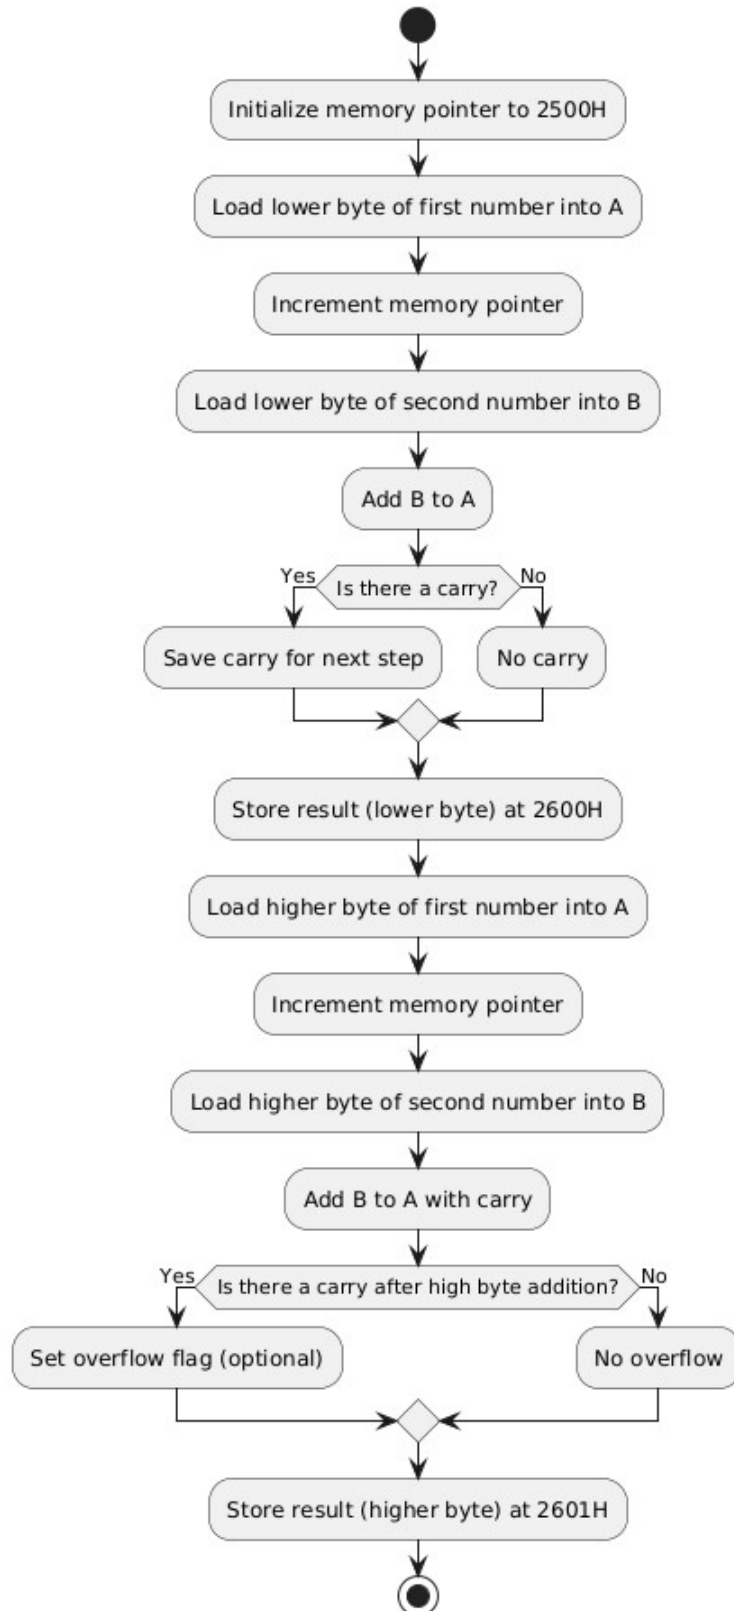 Initialize memory pointer to 2500H
Load lower byte of first number into A
Increment memory pointer
Load lower byte of second number into B
Add B to A
Yes
Is there a carry?
No
Save carry for next step
No carry
Store result (lower byte) at 2600H
Load higher byte of first number into A
Increment memory pointer
Load higher byte of second number into B
Add B to A with carry
Yes
Is there a carry after high byte addition?
No
Set overflow flag (optional)
No overflow
Store result (higher byte) at 2601H